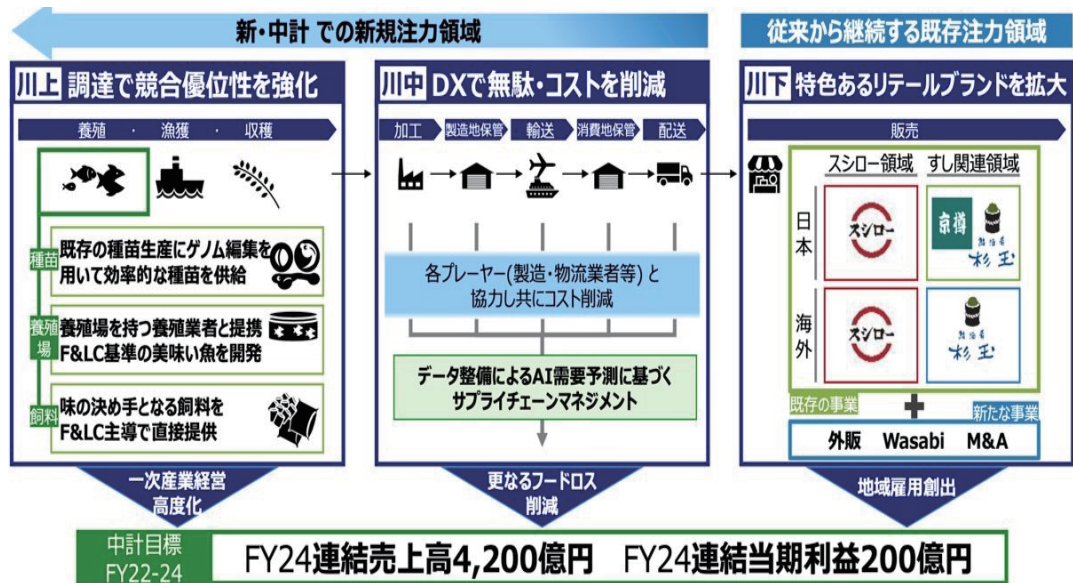 新・中計 での新規注力領域
従来から継続する既存注力領域
川上 調達で競合優位性を強化
養殖 ・ 漁獲 ・ 収穫
種苗
既存の種苗生産にゲノム編集を
用いて効率的な種苗を供給
養殖
場
養殖場を持つ養殖業者と提携
F&LC基準の美味い魚を開発
飼料
味の決め手となる飼料を
F&LC主導で直接提供
一次産業経営
高度化
川中 DXで無駄・コストを削減
加工 製造地保管 輸送 消費地保管 配送
各プレーヤー(製造・物流業者等) と
協力し共にコスト削減
データ整備によるAI需要予測に基づく
サプライチェーンマネジメント
更なるフードロス
削減
川下 特色あるリテールブランドを拡大
販売
スシロー領域 すし関連領域
日本
スシロー
京樽
杉玉
海外
スシロー
杉玉
既存の事業
+
新たな事業
外販 Wasabi M&A
地域雇用創出
中計目標
FY22-24
FY24連結売上高4,200億円 FY24連結当期利益200億円